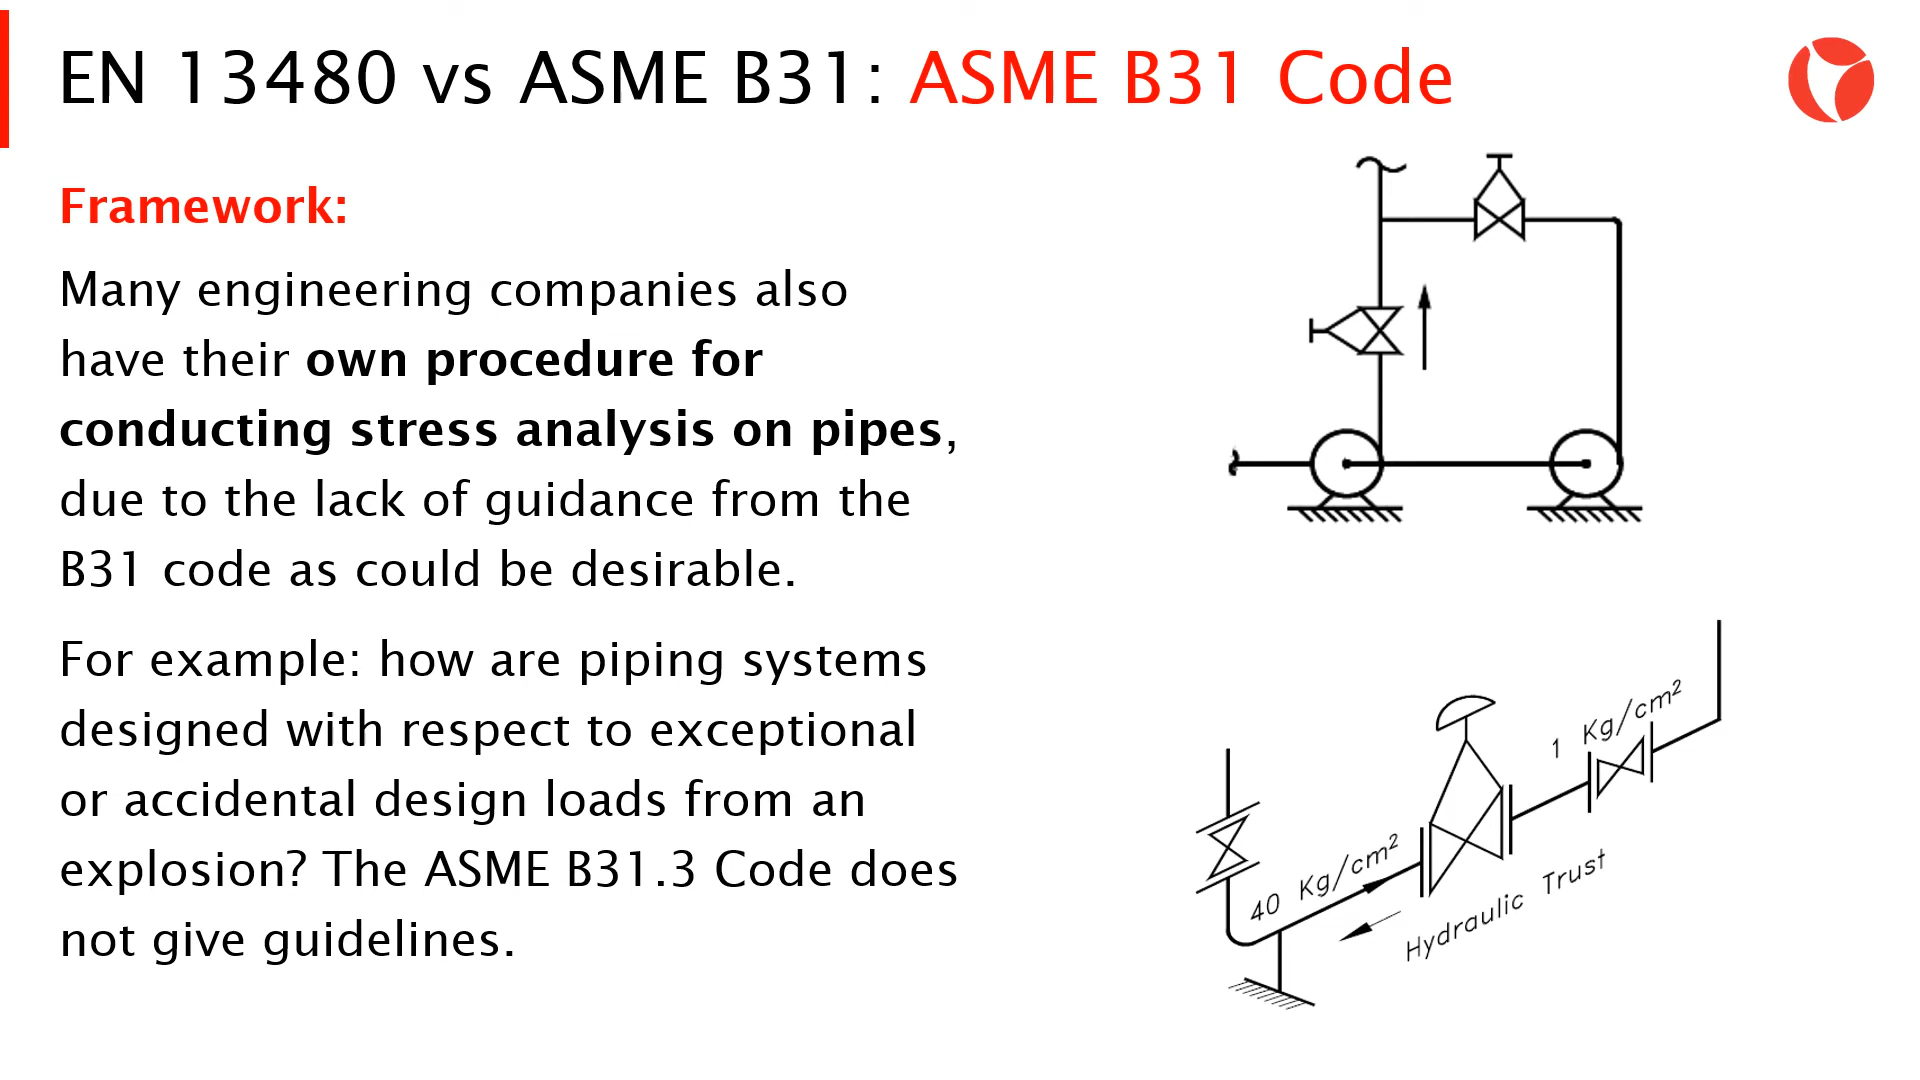 EN 13480 vs ASME B31: ASME B31 Code
Framework:
Many engineering companies also
have their own procedure for
conducting stress analysis on pipes,
due to the lack of guidance from the
B31 code as could be desirable.
For example: how are piping systems
designed with respect to exceptional
or accidental design loads from an
explosion? The ASME B31.3 Code does
not give guidelines.
1 Kg/cm²
40 Kg/cm²
Hydraulic Trust